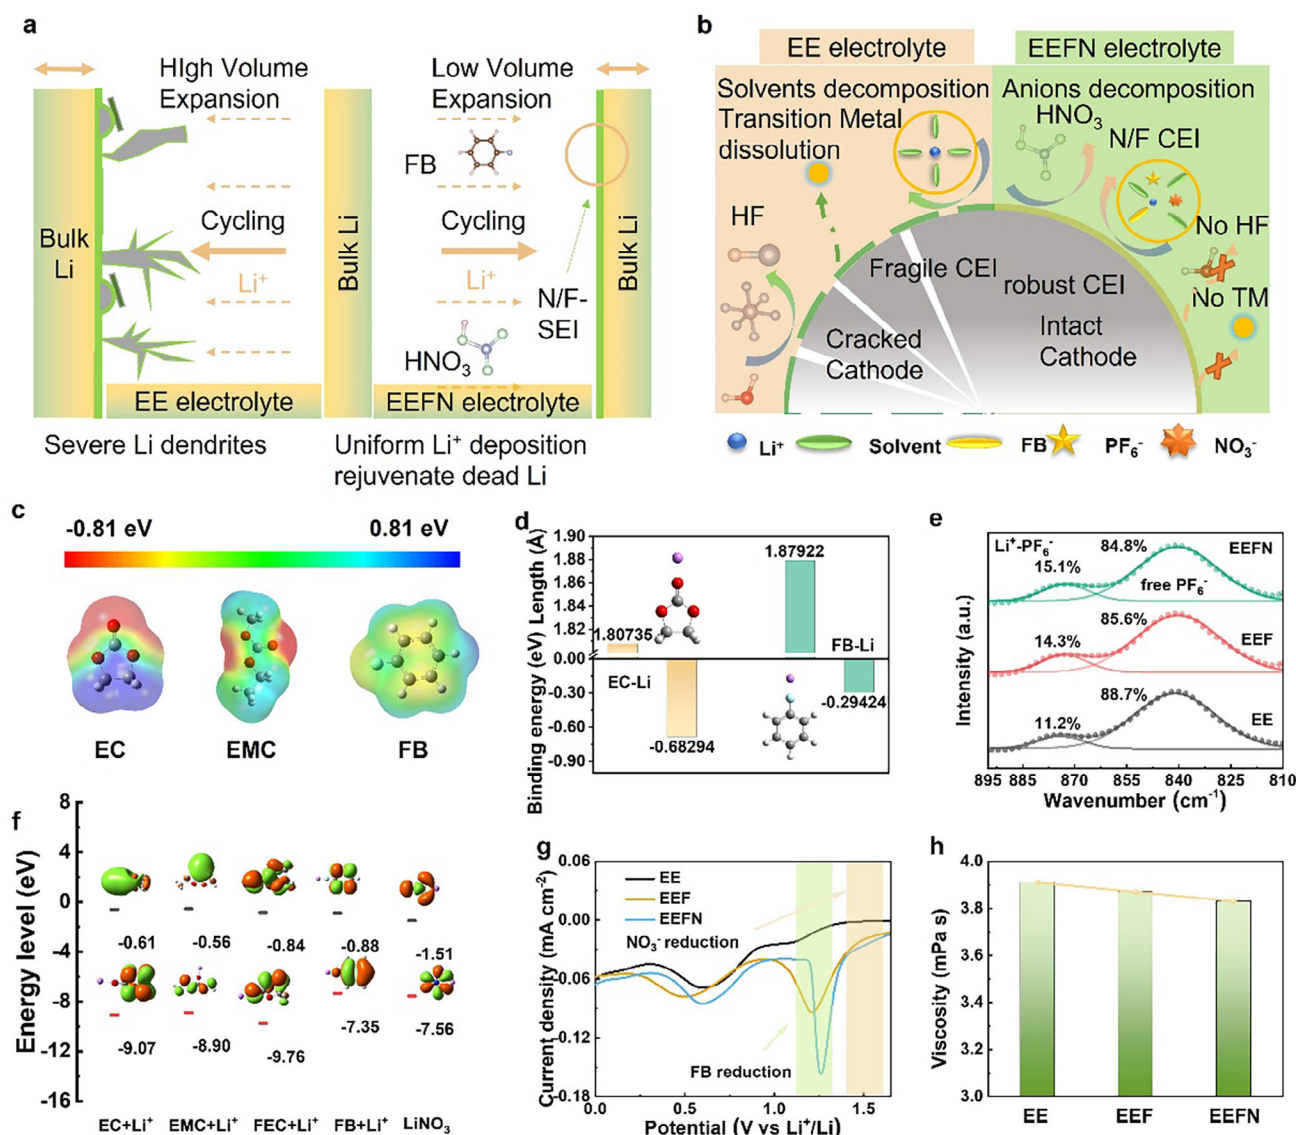 a
HIgh Volume
Expansion
Low Volume
Expansion
FB
Cycling
Li⁺
Cycling
Li⁺
Bulk
Li
Bulk Li
Bulk Li
N/F-
SEI
HNO₃
EE electrolyte
EEFN electrolyte
Severe Li dendrites
Uniform Li⁺ deposition
rejuvenate dead Li
b
EE electrolyte
EEFN electrolyte
Solvents decomposition
Transition Metal
dissolution
Anions decomposition
HNO₃
N/F CEI
HF
No HF
No TM
Fragile CEI
robust CEI
Cracked
Cathode
Intact
Cathode
Li⁺
Solvent
FB
PF₆⁻
NO₃⁻
c
-0.81 eV
0.81 eV
EC
EMC
FB
d
Binding energy (eV) Length (Å)
1.90
1.88
1.86
1.84
1.82
0.00
-0.30
-0.60
-0.90
1.80735
1.87922
EC-Li
FB-Li
-0.68294
-0.29424
e
Intensity (a.u.)
Li⁺-PF₆⁻
84.8%
EEFN
15.1%
free PF₆⁻
85.6%
EEF
14.3%
88.7%
EE
11.2%
895 885 870 855 840 825 810
Wavenumber (cm⁻¹)
f
Energy level (eV)
8
4
0
-4
-8
-12
-16
-0.61
-0.56
-0.84
-0.88
-1.51
-9.07
-8.90
-9.76
-7.35
-7.56
EC+Li⁺
EMC+Li⁺
FEC+Li⁺
FB+Li⁺
LiNO₃
g
Current density (mA cm⁻²)
0.06
0.00
-0.06
-0.12
-0.18
EE
EEF
EEFN
NO₃⁻ reduction
FB reduction
0.0 0.5 1.0 1.5
Potential (V vs Li⁺/Li)
h
Viscosity (mPa s)
4.0
3.8
3.6
3.4
3.2
3.0
EE
EEF
EEFN